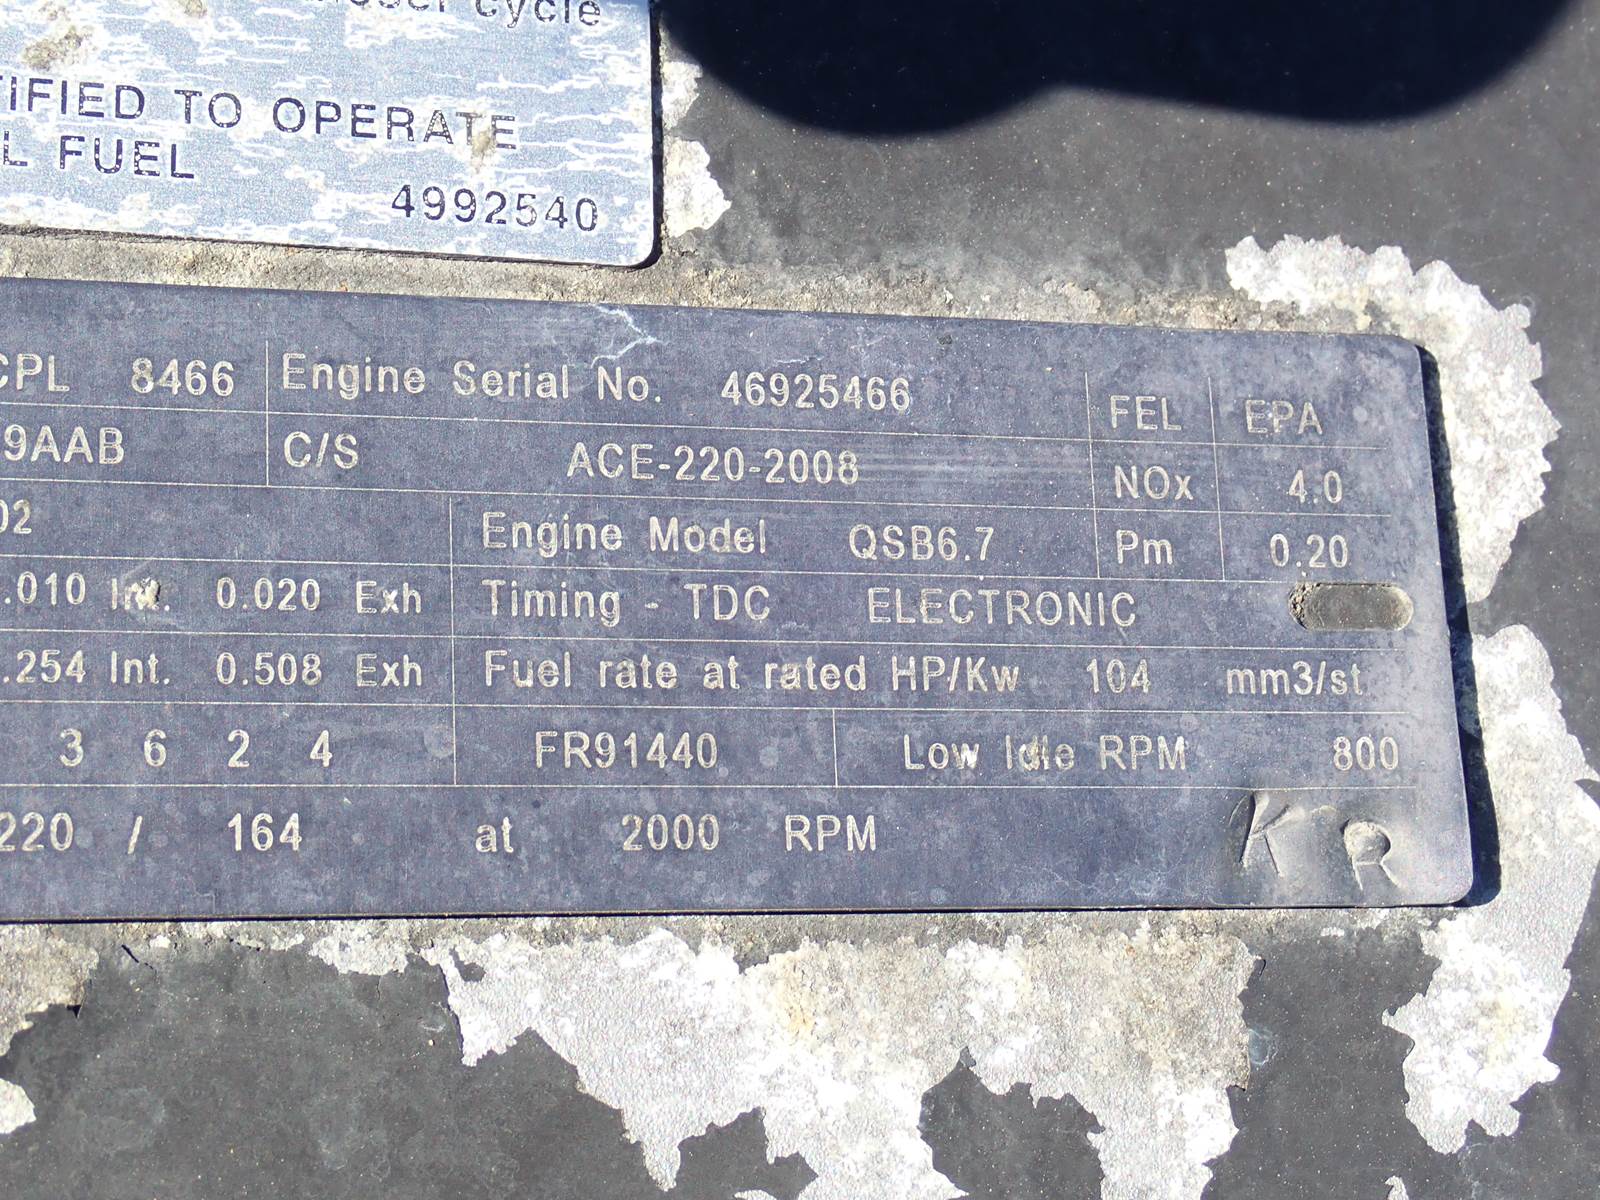 cycle
TIFIED TO OPERATE
L FUEL
4992540
CPL 8466 Engine Serial No. 46925466 FEL EPA
9AAB C/S ACE-220-2008 NOx 4.0
02 Engine Model QSB6.7 Pm 0.20
.010 Int. 0.020 Exh Timing - TDC ELECTRONIC
.254 Int. 0.508 Exh Fuel rate at rated HP/Kw 104 mm3/st
3 6 2 4 FR91440 Low Idle RPM 800
220 / 164 at 2000 RPM
K R